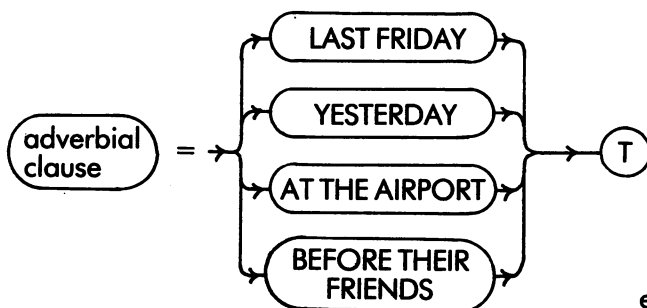 LAST FRIDAY
YESTERDAY
adverbial
clause
=
T
AT THE AIRPORT
BEFORE THEIR
FRIENDS
e